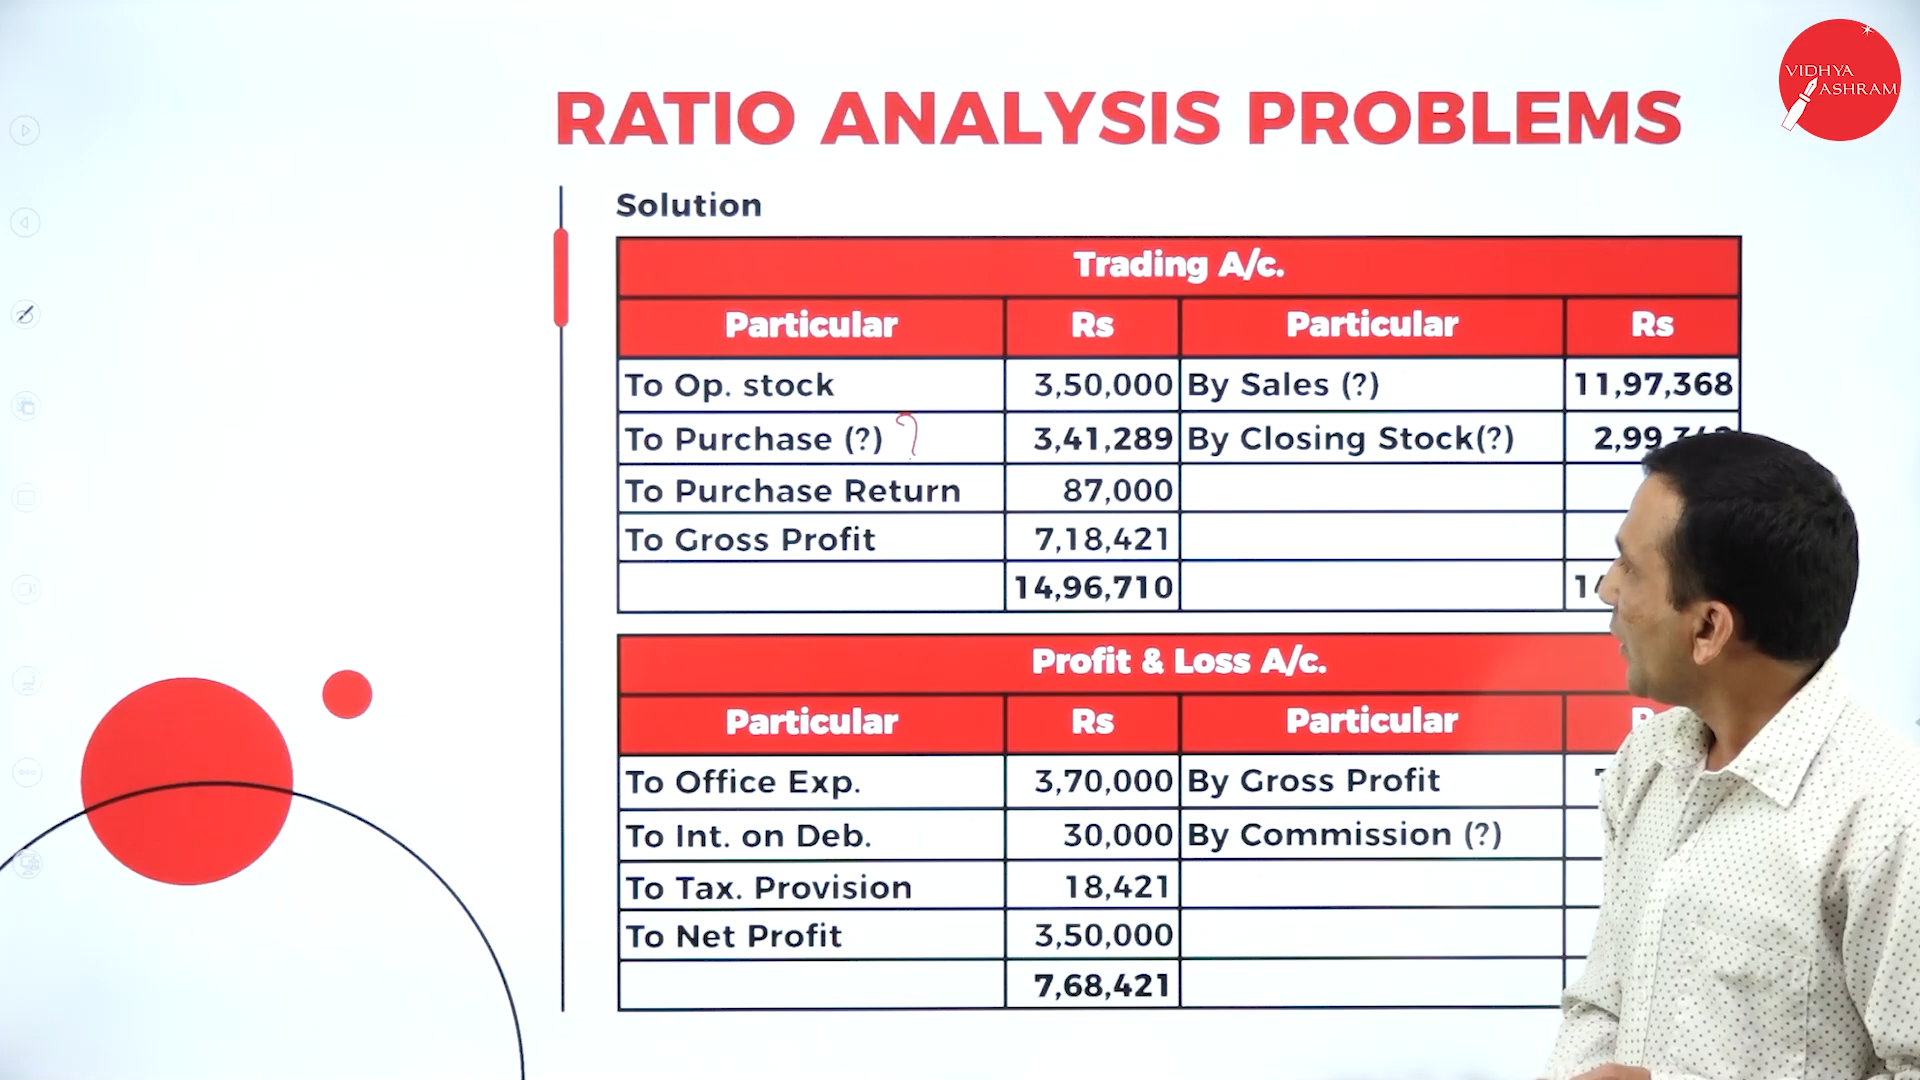 VIDHYA
ASHRAM
RATIO ANALYSIS PROBLEMS
Solution
Trading A/c.
Particular Rs Particular Rs
To Op. stock 3,50,000 By Sales (?) 11,97,368
To Purchase (?) ? 3,41,289 By Closing Stock(?)
To Purchase Return 87,000
To Gross Profit 7,18,421
14,96,710
Profit & Loss A/c.
Particular Rs Particular
To Office Exp. 3,70,000 By Gross Profit
To Int. on Deb. 30,000 By Commission (?)
To Tax. Provision 18,421
To Net Profit 3,50,000
7,68,421